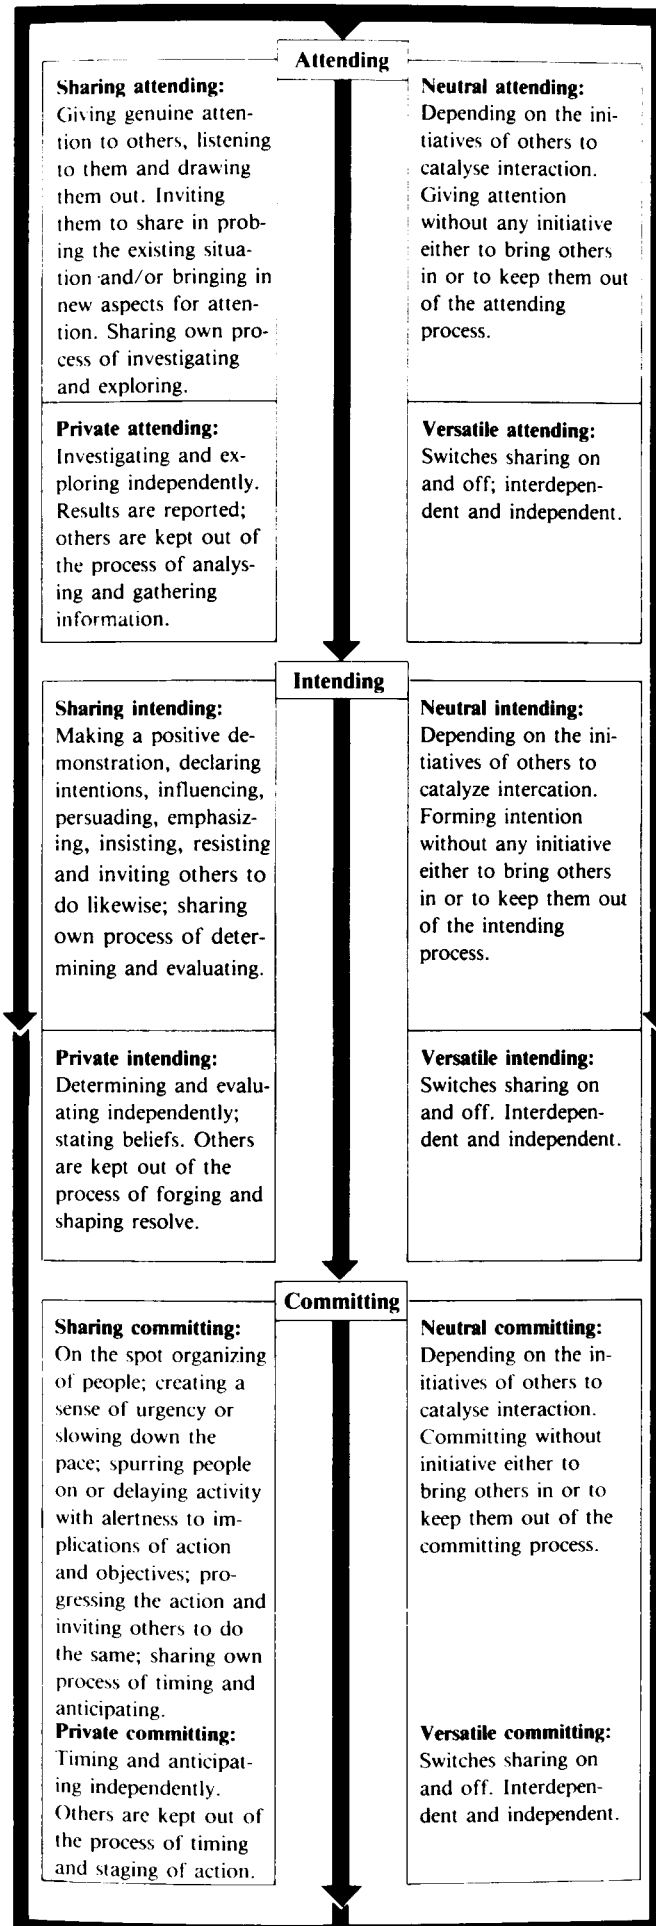 Attending
Sharing attending:
Giving genuine atten-
tion to others, listening
to them and drawing
them out. Inviting
them to share in prob-
ing the existing situa-
tion and/or bringing in
new aspects for atten-
tion. Sharing own pro-
cess of investigating
and exploring.
Neutral attending:
Depending on the ini-
tiatives of others to
catalyse interaction.
Giving attention
without any initiative
either to bring others
in or to keep them out
of the attending
process.
Private attending:
Investigating and ex-
ploring independently.
Results are reported;
others are kept out of
the process of analys-
ing and gathering
information.
Versatile attending:
Switches sharing on
and off; interdepen-
dent and independent.
Intending
Sharing intending:
Making a positive de-
monstration, declaring
intentions, influencing,
persuading, emphasiz-
ing, insisting, resisting
and inviting others to
do likewise; sharing
own process of deter-
mining and evaluating.
Neutral intending:
Depending on the ini-
tiatives of others to
catalyze intercation.
Forming intention
without any initiative
either to bring others
in or to keep them out
of the intending
process.
Private intending:
Determining and evalu-
ating independently;
stating beliefs. Others
are kept out of the
process of forging and
shaping resolve.
Versatile intending:
Switches sharing on
and off. Interdepen-
dent and independent.
Committing
Sharing committing:
On the spot organizing
of people; creating a
sense of urgency or
slowing down the
pace; spurring people
on or delaying activity
with alertness to im-
plications of action
and objectives; pro-
gressing the action and
inviting others to do
the same; sharing own
process of timing and
anticipating.
Neutral committing:
Depending on the in-
itiatives of others to
catalyse interaction.
Committing without
initiative either to
bring others in or to
keep them out of the
committing process.
Private committing:
Timing and anticipat-
ing independently.
Others are kept out of
the process of timing
and staging of action.
Versatile committing:
Switches sharing on
and off. Interdepen-
dent and independent.